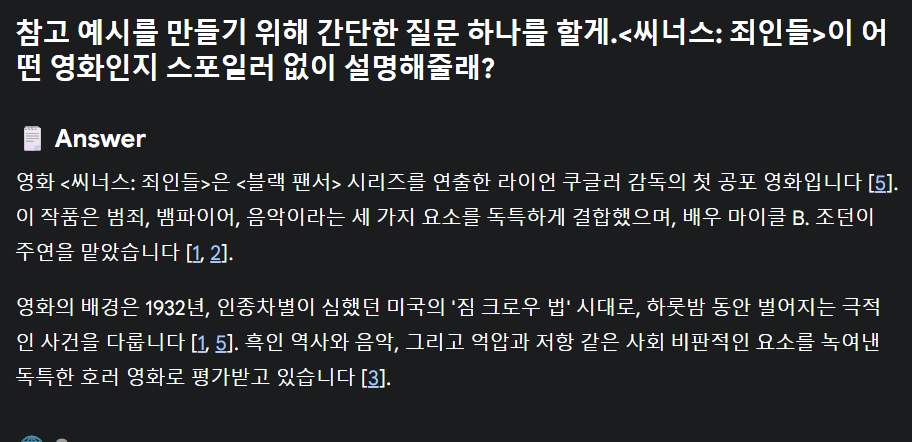 참고 예시를 만들기 위해 간단한 질문 하나를 할게.<씨너스: 죄인들>이 어
떤 영화인지 스포일러 없이 설명해줄래?
Answer
영화 <씨너스: 죄인들>은 <블랙 팬서> 시리즈를 연출한 라이언 쿠글러 감독의 첫 공포 영화입니다 [5].
이 작품은 범죄, 뱀파이어, 음악이라는 세 가지 요소를 독특하게 결합했으며, 배우 마이클 B. 조던이
주연을 맡았습니다 [1, 2].
영화의 배경은 1932년, 인종차별이 심했던 미국의 '짐 크로우 법' 시대로, 하룻밤 동안 벌어지는 극적
인 사건을 다룹니다 [1, 5]. 흑인 역사와 음악, 그리고 억압과 저항 같은 사회 비판적인 요소를 녹여낸
독특한 호러 영화로 평가받고 있습니다 [3].